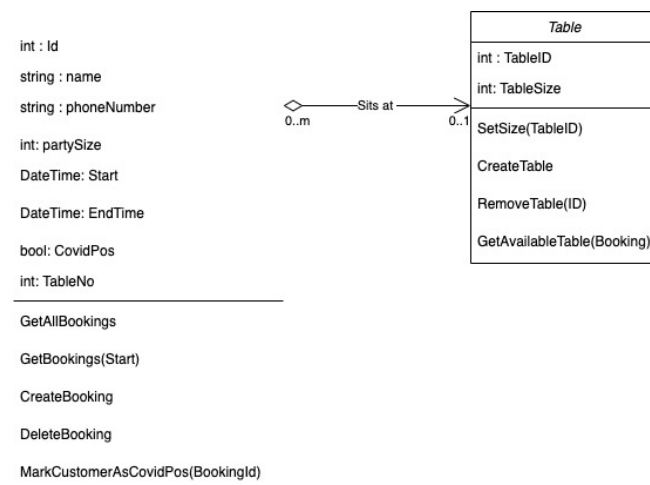 int : Id
string : name
string : phoneNumber
int: partySize
DateTime: Start
DateTime: EndTime
bool: CovidPos
int: TableNo
GetAllBookings
GetBookings(Start)
CreateBooking
DeleteBooking
MarkCustomerAsCovidPos(BookingId)
0..m
Sits at
0..1
Table
int : TableID
int: TableSize
SetSize(TableID)
CreateTable
RemoveTable(ID)
GetAvailableTable(Booking)